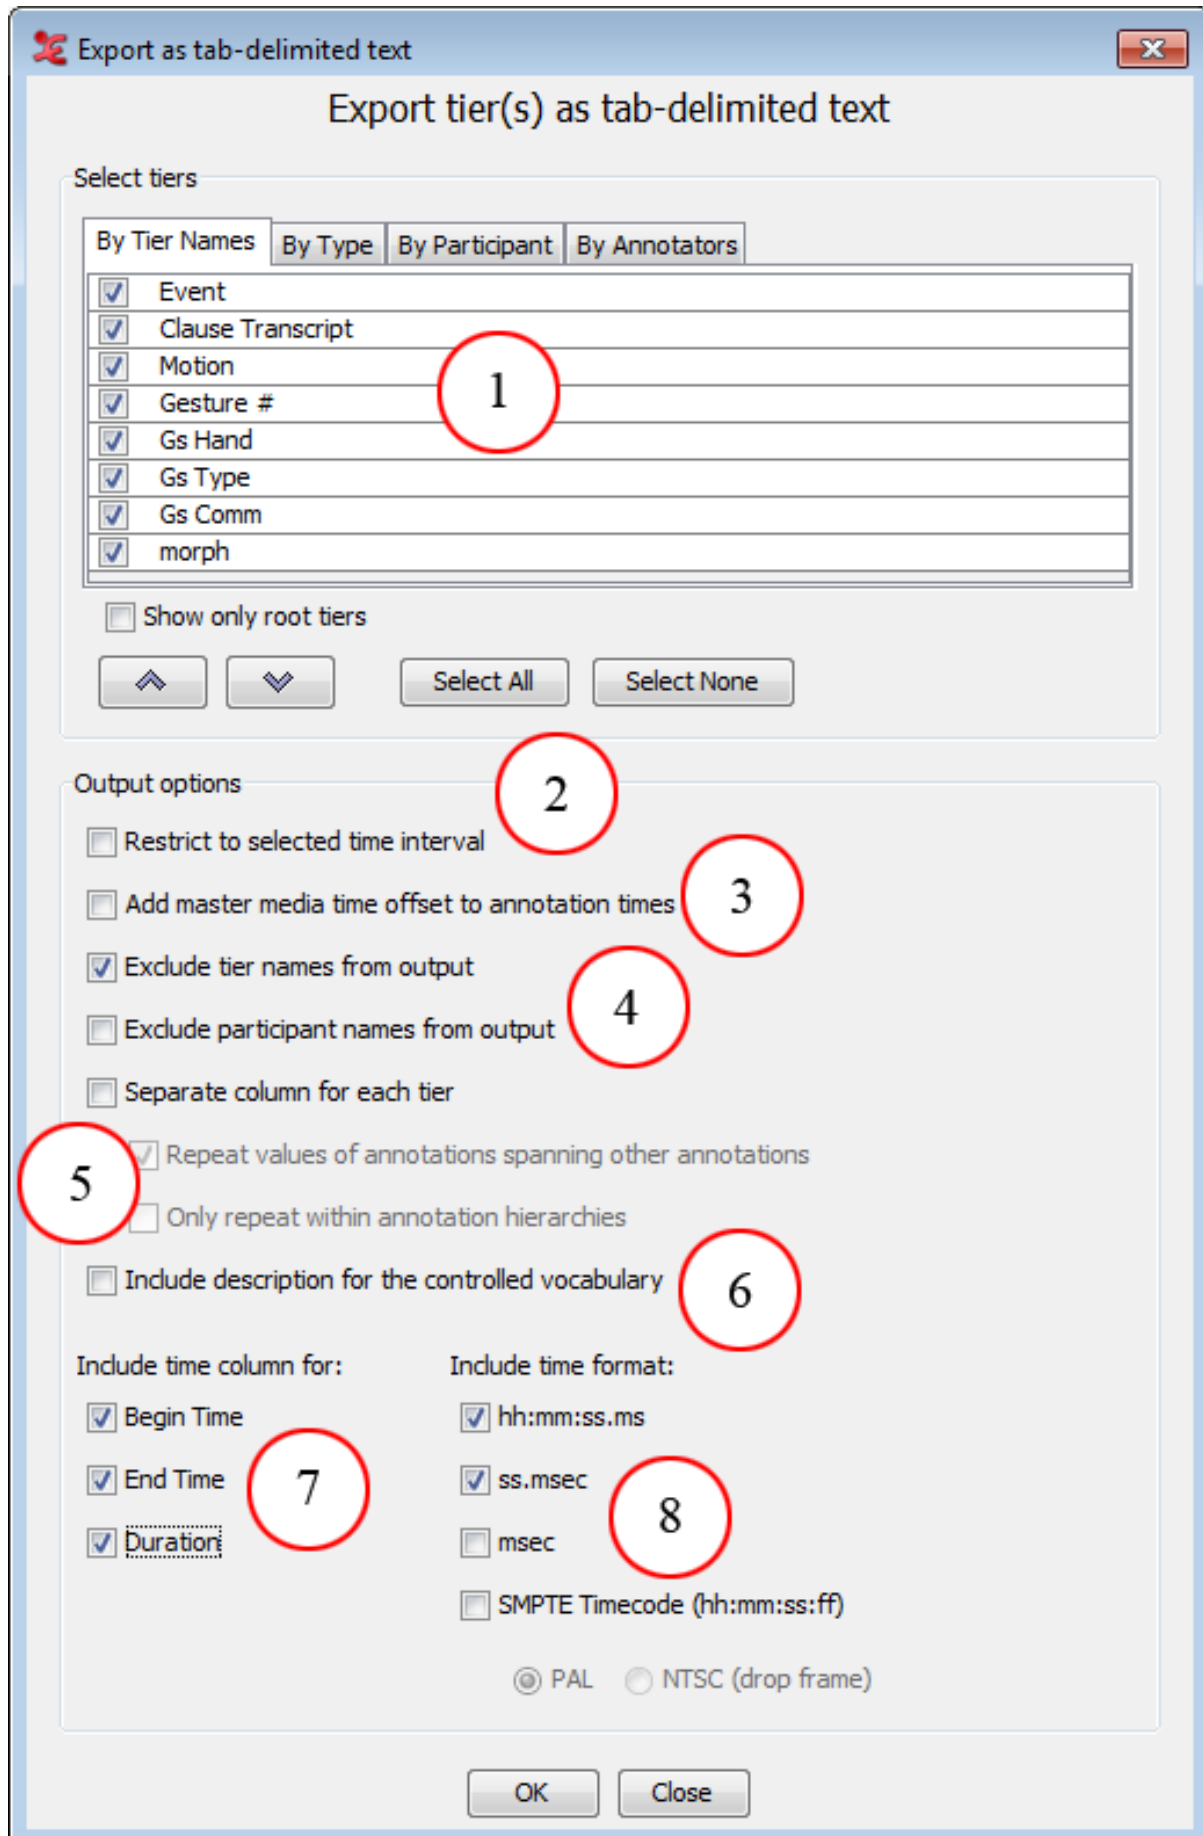 Export as tab-delimited text
Export tier(s) as tab-delimited text
Select tiers
By Tier Names By Type By Participant By Annotators
Event
Clause Transcript
Motion
1
Gesture #
Gs Hand
Gs Type
Gs Comm
morph
Show only root tiers
Select All Select None
2
Output options
Restrict to selected time interval
3
Add master media time offset to annotation times
Exclude tier names from output
4
Exclude participant names from output
Separate column for each tier
5
Repeat values of annotations spanning other annotations
Only repeat within annotation hierarchies
Include description for the controlled vocabulary
6
Include time column for: Include time format:
Begin Time hh:mm:ss.ms
End Time 7 ss.msec
8
Duration msec
SMPTE Timecode (hh:mm:ss:ff)
PAL NTSC (drop frame)
OK Close